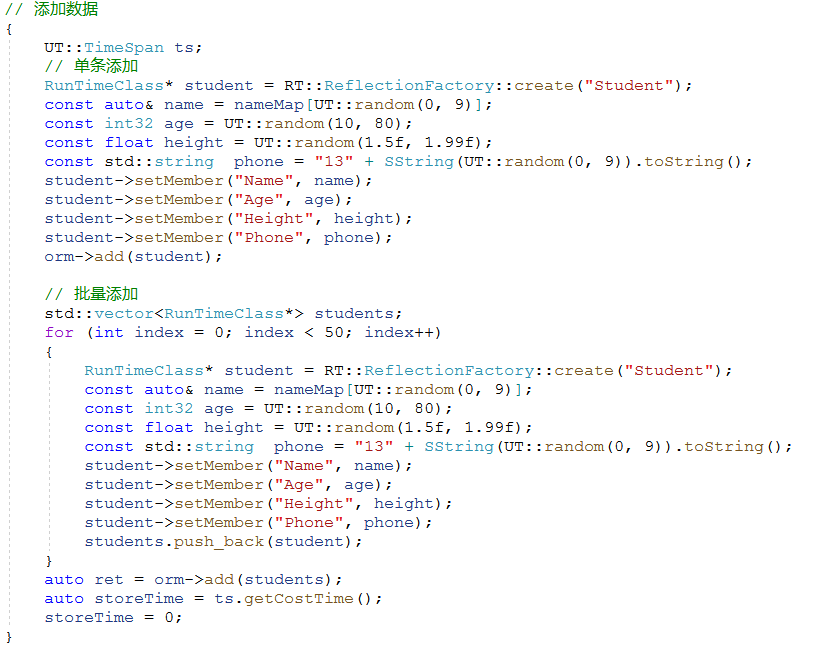 // 添加数据
{
    UT::TimeSpan ts;
    // 单条添加
    RunTimeClass* student = RT::ReflectionFactory::create("Student");
    const auto& name = nameMap[UT::random(0, 9)];
    const int32 age = UT::random(10, 80);
    const float height = UT::random(1.5f, 1.99f);
    const std::string  phone = "13" + SString(UT::random(0, 9)).toString();
    student->setMember("Name", name);
    student->setMember("Age", age);
    student->setMember("Height", height);
    student->setMember("Phone", phone);
    orm->add(student);

    // 批量添加
    std::vector<RunTimeClass*> students;
    for (int index = 0; index < 50; index++)
    {
        RunTimeClass* student = RT::ReflectionFactory::create("Student");
        const auto& name = nameMap[UT::random(0, 9)];
        const int32 age = UT::random(10, 80);
        const float height = UT::random(1.5f, 1.99f);
        const std::string  phone = "13" + SString(UT::random(0, 9)).toString();
        student->setMember("Name", name);
        student->setMember("Age", age);
        student->setMember("Height", height);
        student->setMember("Phone", phone);
        students.push_back(student);
    }
    auto ret = orm->add(students);
    auto storeTime = ts.getCostTime();
    storeTime = 0;
}